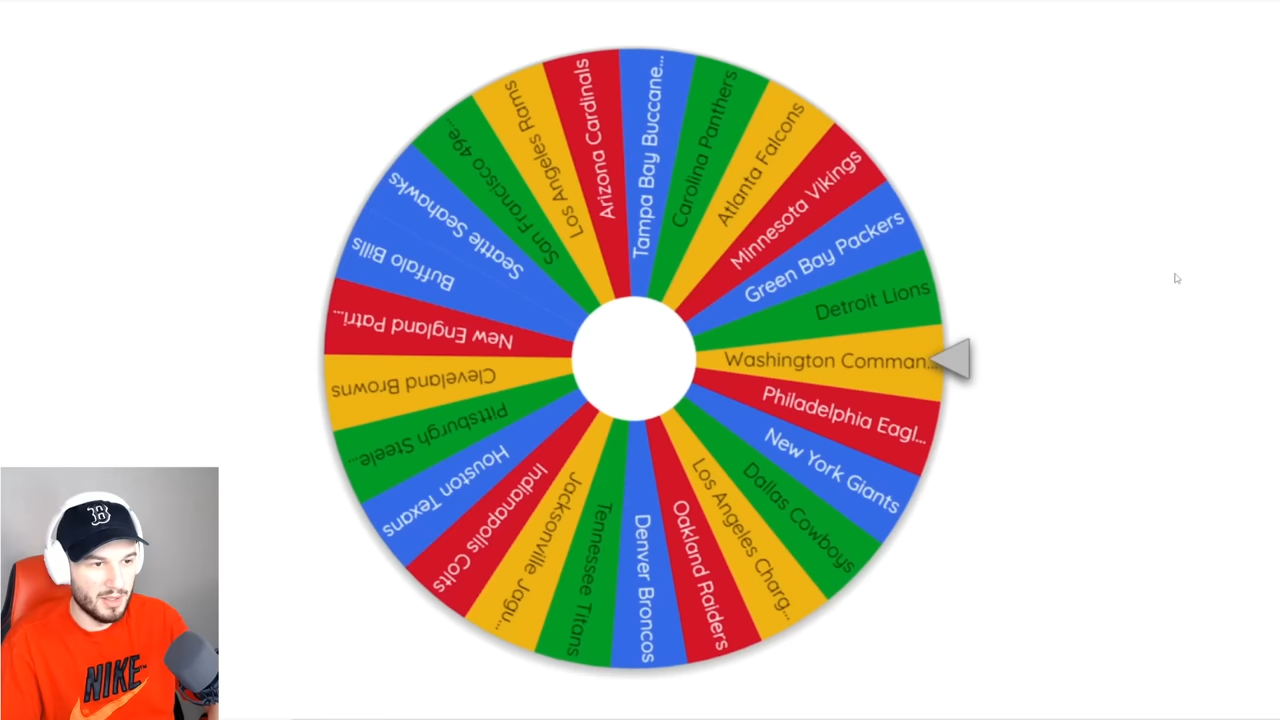 Tampa Bay Buccane...
Carolina Panthers
Atlanta Falcons
Minnesota Vikings
Green Bay Packers
Detroit Lions
Washington Comman...
Philadelphia Eagl...
New York Giants
Dallas Cowboys
Los Angeles Charg...
Oakland Raiders
Denver Broncos
Tennessee Titans
Jacksonville Jagu...
Indianapolis Colts
Houston Texans
Pittsburgh Steele...
Cleveland Browns
New England Patri...
Buffalo Bills
Seattle Seahawks
San Francisco 49e...
Los Angeles Rams
Arizona Cardinals
B
NIKE